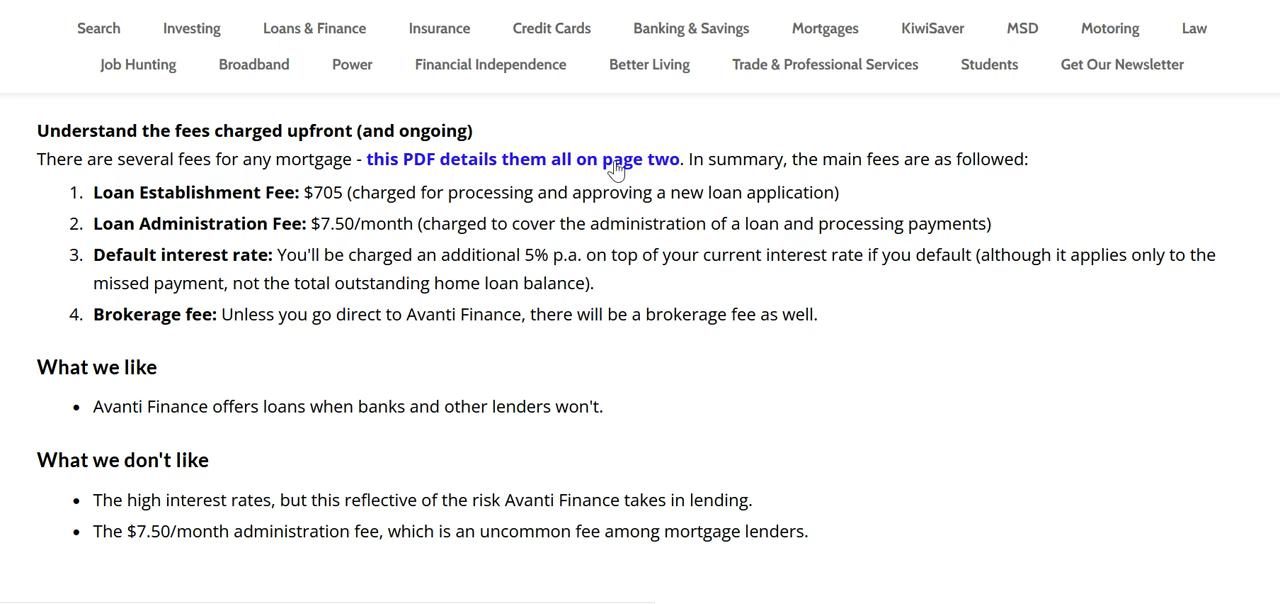 Search Investing Loans & Finance Insurance Credit Cards Banking & Savings Mortgages KiwiSaver MSD Motoring Law
Job Hunting Broadband Power Financial Independence Better Living Trade & Professional Services Students Get Our Newsletter
Understand the fees charged upfront (and ongoing)
There are several fees for any mortgage - this PDF details them all on page two. In summary, the main fees are as followed:
1. Loan Establishment Fee: $705 (charged for processing and approving a new loan application)
2. Loan Administration Fee: $7.50/month (charged to cover the administration of a loan and processing payments)
3. Default interest rate: You'll be charged an additional 5% p.a. on top of your current interest rate if you default (although it applies only to the
missed payment, not the total outstanding home loan balance).
4. Brokerage fee: Unless you go direct to Avanti Finance, there will be a brokerage fee as well.
What we like
• Avanti Finance offers loans when banks and other lenders won't.
What we don't like
• The high interest rates, but this reflective of the risk Avanti Finance takes in lending.
• The $7.50/month administration fee, which is an uncommon fee among mortgage lenders.